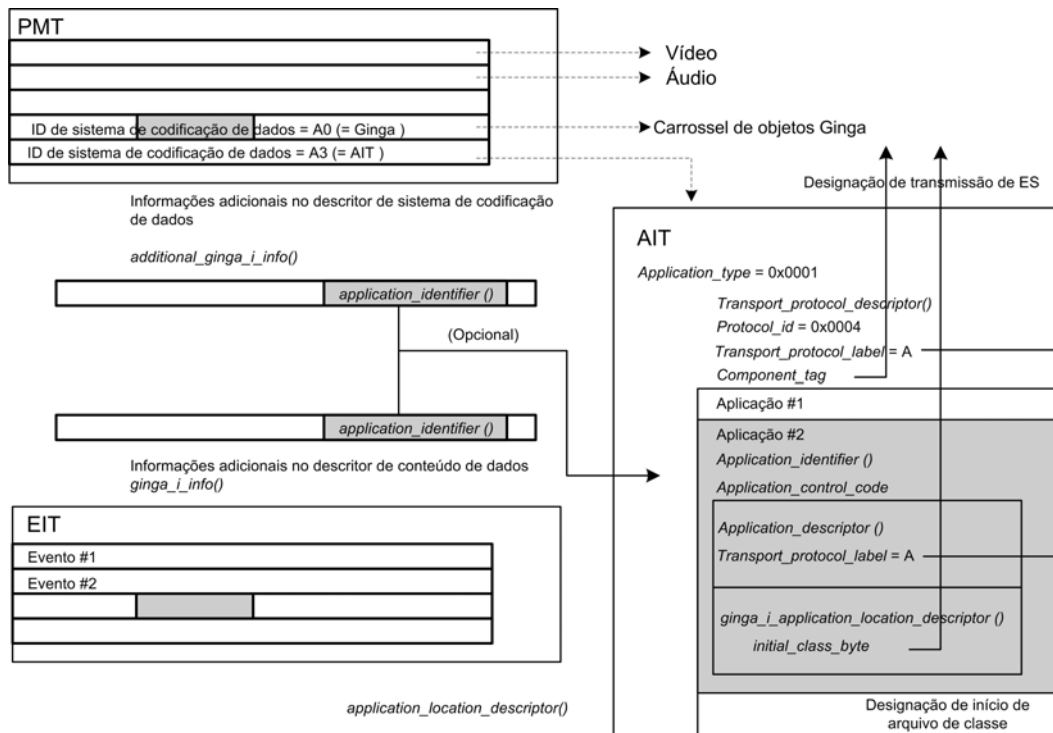 PMT
Vídeo
Áudio
ID de sistema de codificação de dados = A0 (= Ginga )
Carrossel de objetos Ginga
ID de sistema de codificação de dados = A3 (= AIT )
Designação de transmissão de ES
Informações adicionais no descritor de sistema de codificação
de dados
additional_ginga_i_info()
application_identifier ()
(Opcional)
application_identifier ()
Informações adicionais no descritor de conteúdo de dados
ginga_i_info()
EIT
Evento #1
Evento #2
application_location_descriptor()
AIT
Application_type = 0x0001
Transport_protocol_descriptor()
Protocol_id = 0x0004
Transport_protocol_label = A
Component_tag
Aplicação #1
Aplicação #2
Application_identifier ()
Application_control_code
Application_descriptor ()
Transport_protocol_label = A
ginga_i_application_location_descriptor ()
initial_class_byte
Designação de início de
arquivo de classe